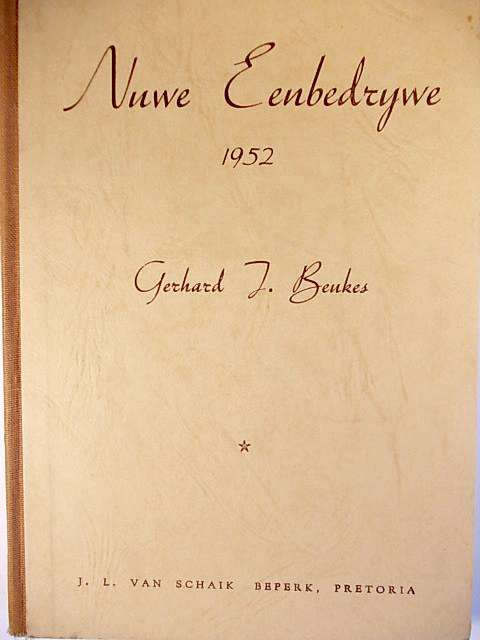 Nuwe Eenbedrywe
1952
Gerhard J. Beukes
J. L. VAN SCHAIK BEPERK, PRETORIA